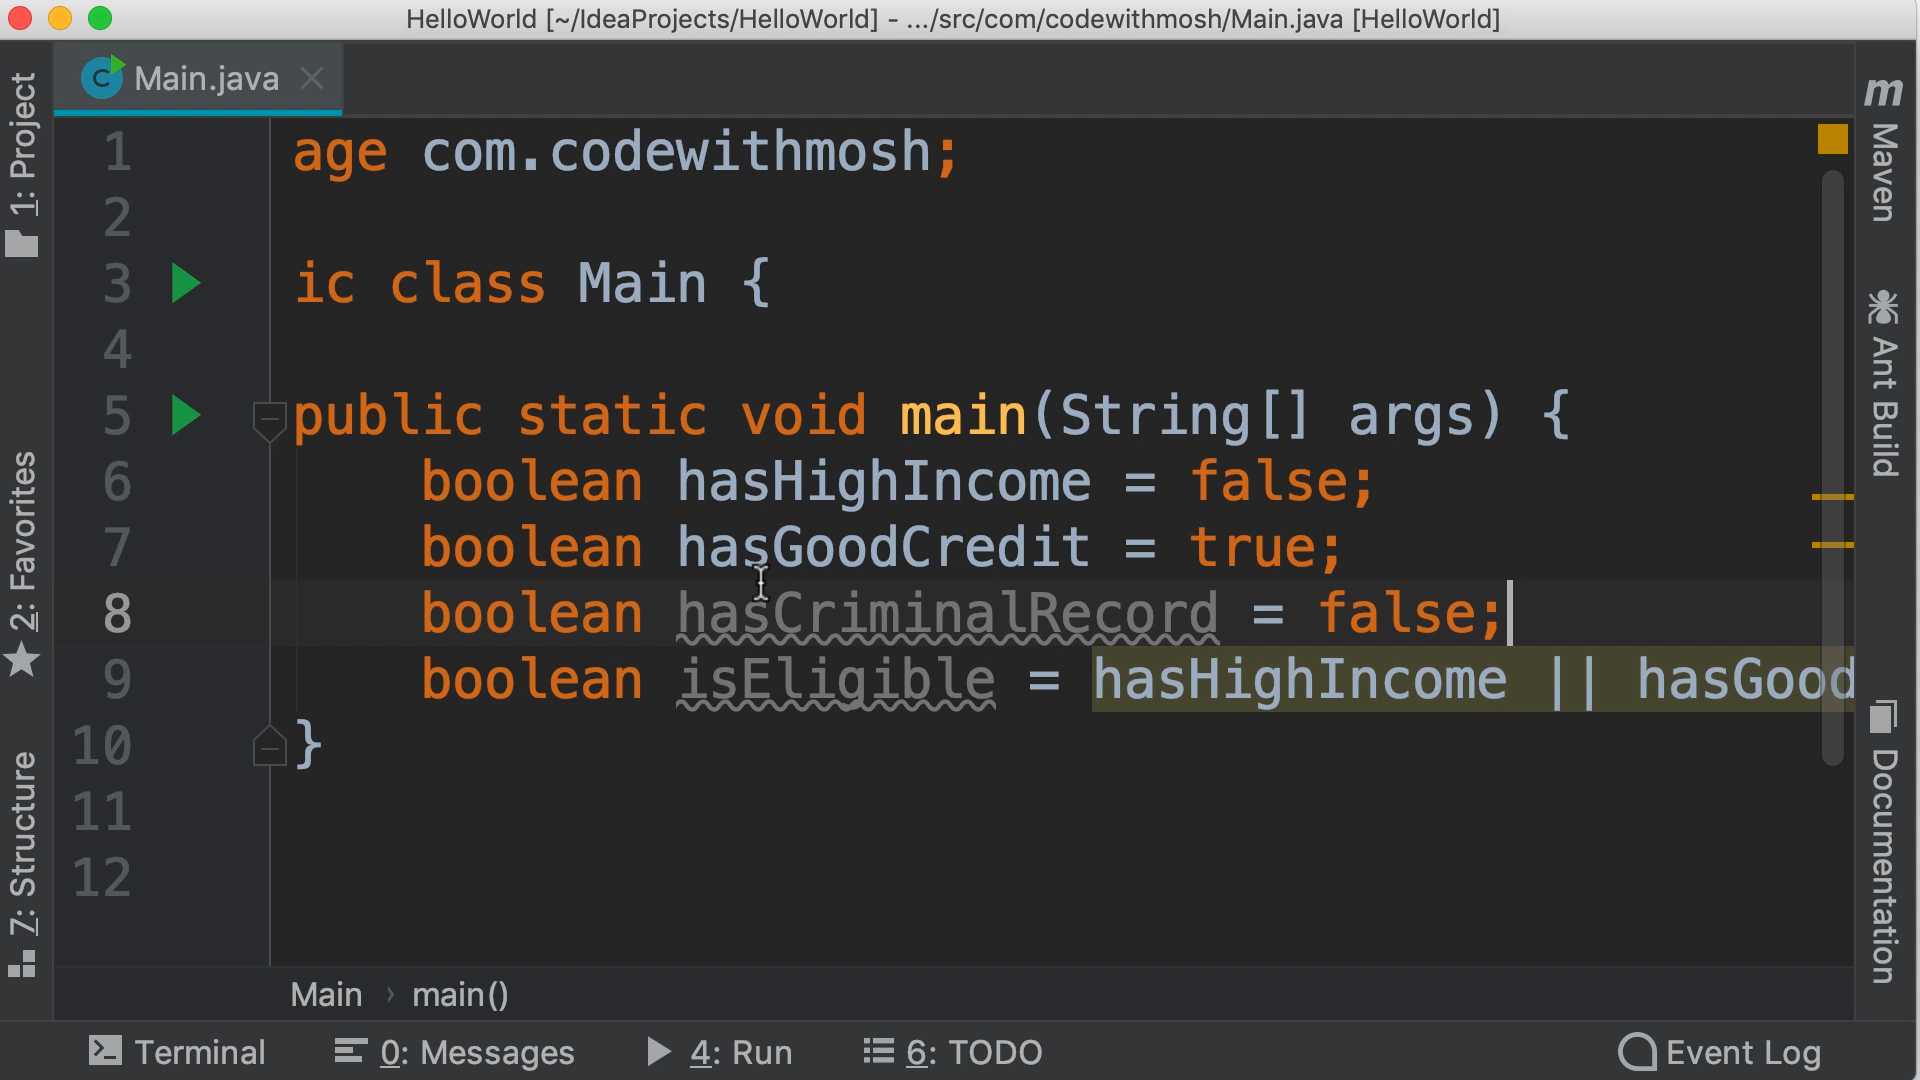 HelloWorld [~/IdeaProjects/HelloWorld] - .../src/com/codewithmosh/Main.java [HelloWorld]
Main.java
1: Project
2: Favorites
7: Structure
1 age com.codewithmosh;
2
3 ic class Main {
4
5 public static void main(String[] args) {
6 boolean hasHighIncome = false;
7 boolean hasGoodCredit = true;
8 boolean hasCriminalRecord = false;
9 boolean isEligible = hasHighIncome || hasGood
10 }
11
12
m Maven
Ant Build
Documentation
Main › main()
Terminal 0: Messages 4: Run 6: TODO Event Log